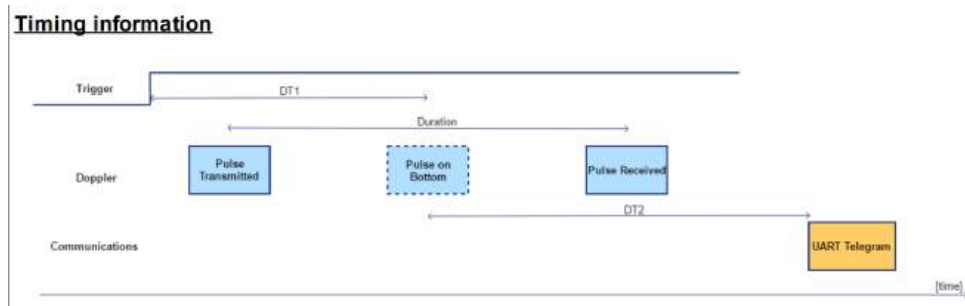 Timing information
Trigger
DT1
Duration
Doppler
Pulse
Transmitted
Pulse on
Bottom
Pulse Received
DT2
Communications
UART Telegram
[time]